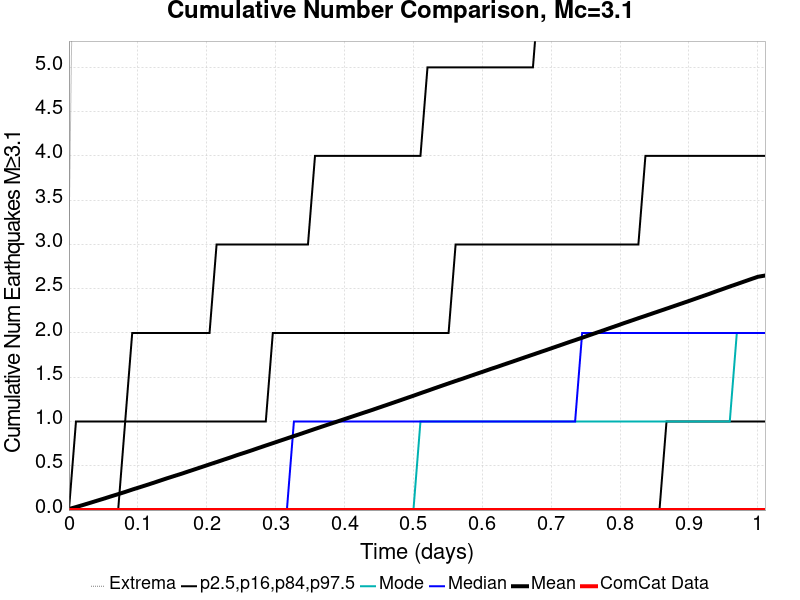 Cumulative Number Comparison, Mc=3.1
Cumulative Num Earthquakes M≥3.1
5.0
4.5
4.0
3.5
3.0
2.5
2.0
1.5
1.0
0.5
0.0
0 0.1 0.2 0.3 0.4 0.5 0.6 0.7 0.8 0.9 1
Time (days)
Extrema p2.5,p16,p84,p97.5 Mode Median Mean ComCat Data